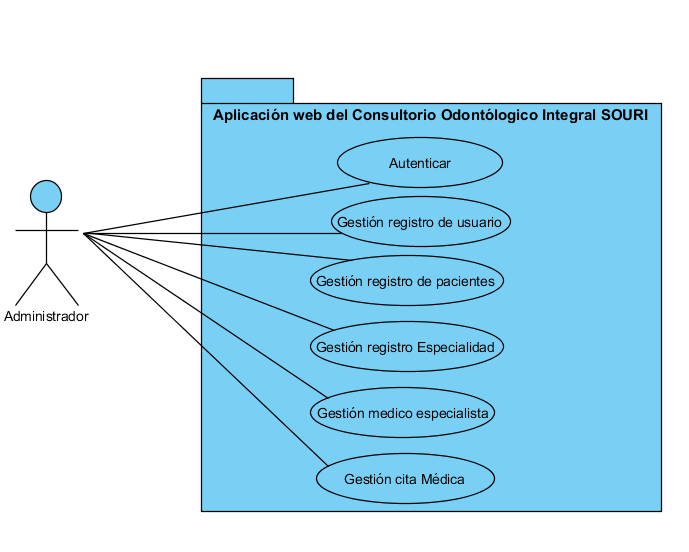 Aplicación web del Consultorio Odontólogico Integral SOURI
Autenticar
Gestión registro de usuario
Gestión registro de pacientes
Gestión registro Especialidad
Gestión medico especialista
Gestión cita Médica
Administrador